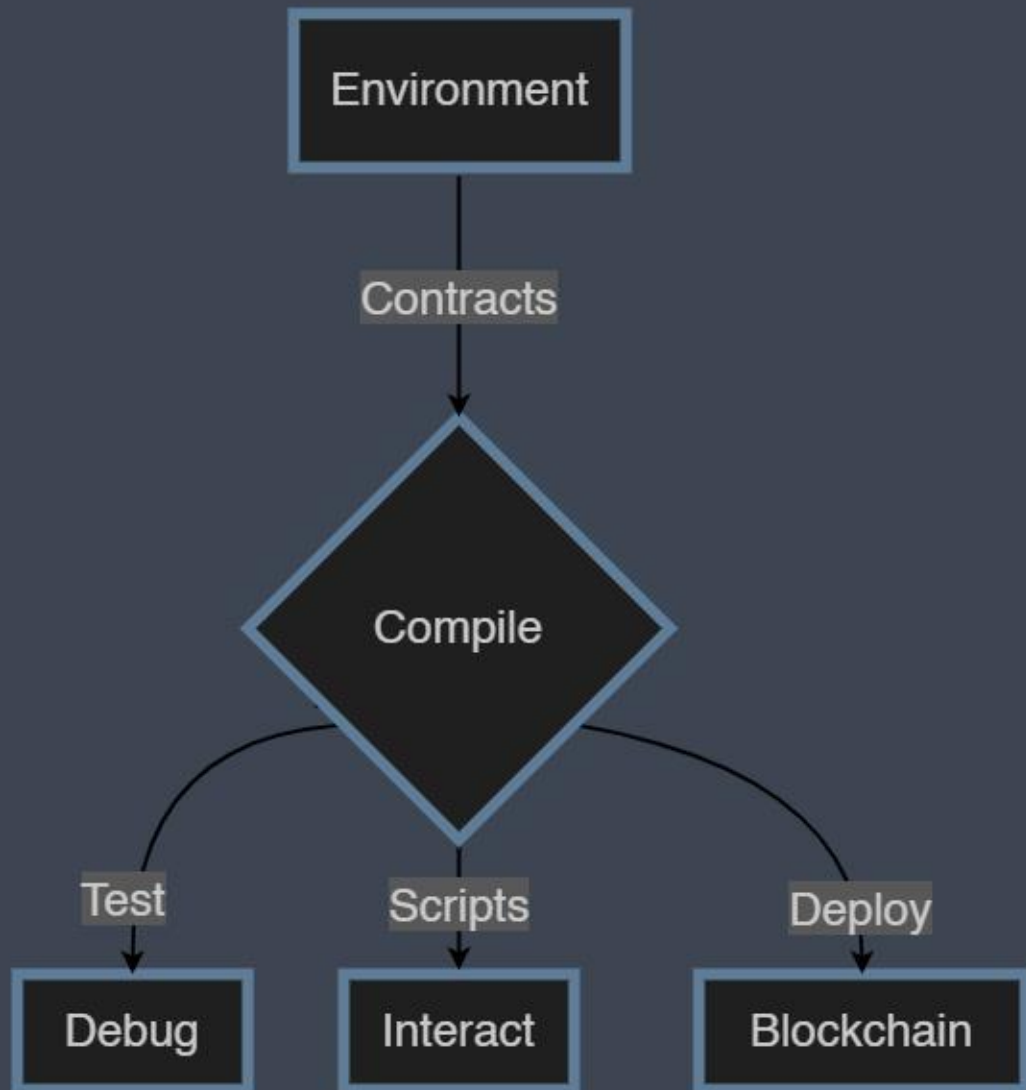 Environment
Contracts
Compile
Test
Scripts
Deploy
Debug
Interact
Blockchain